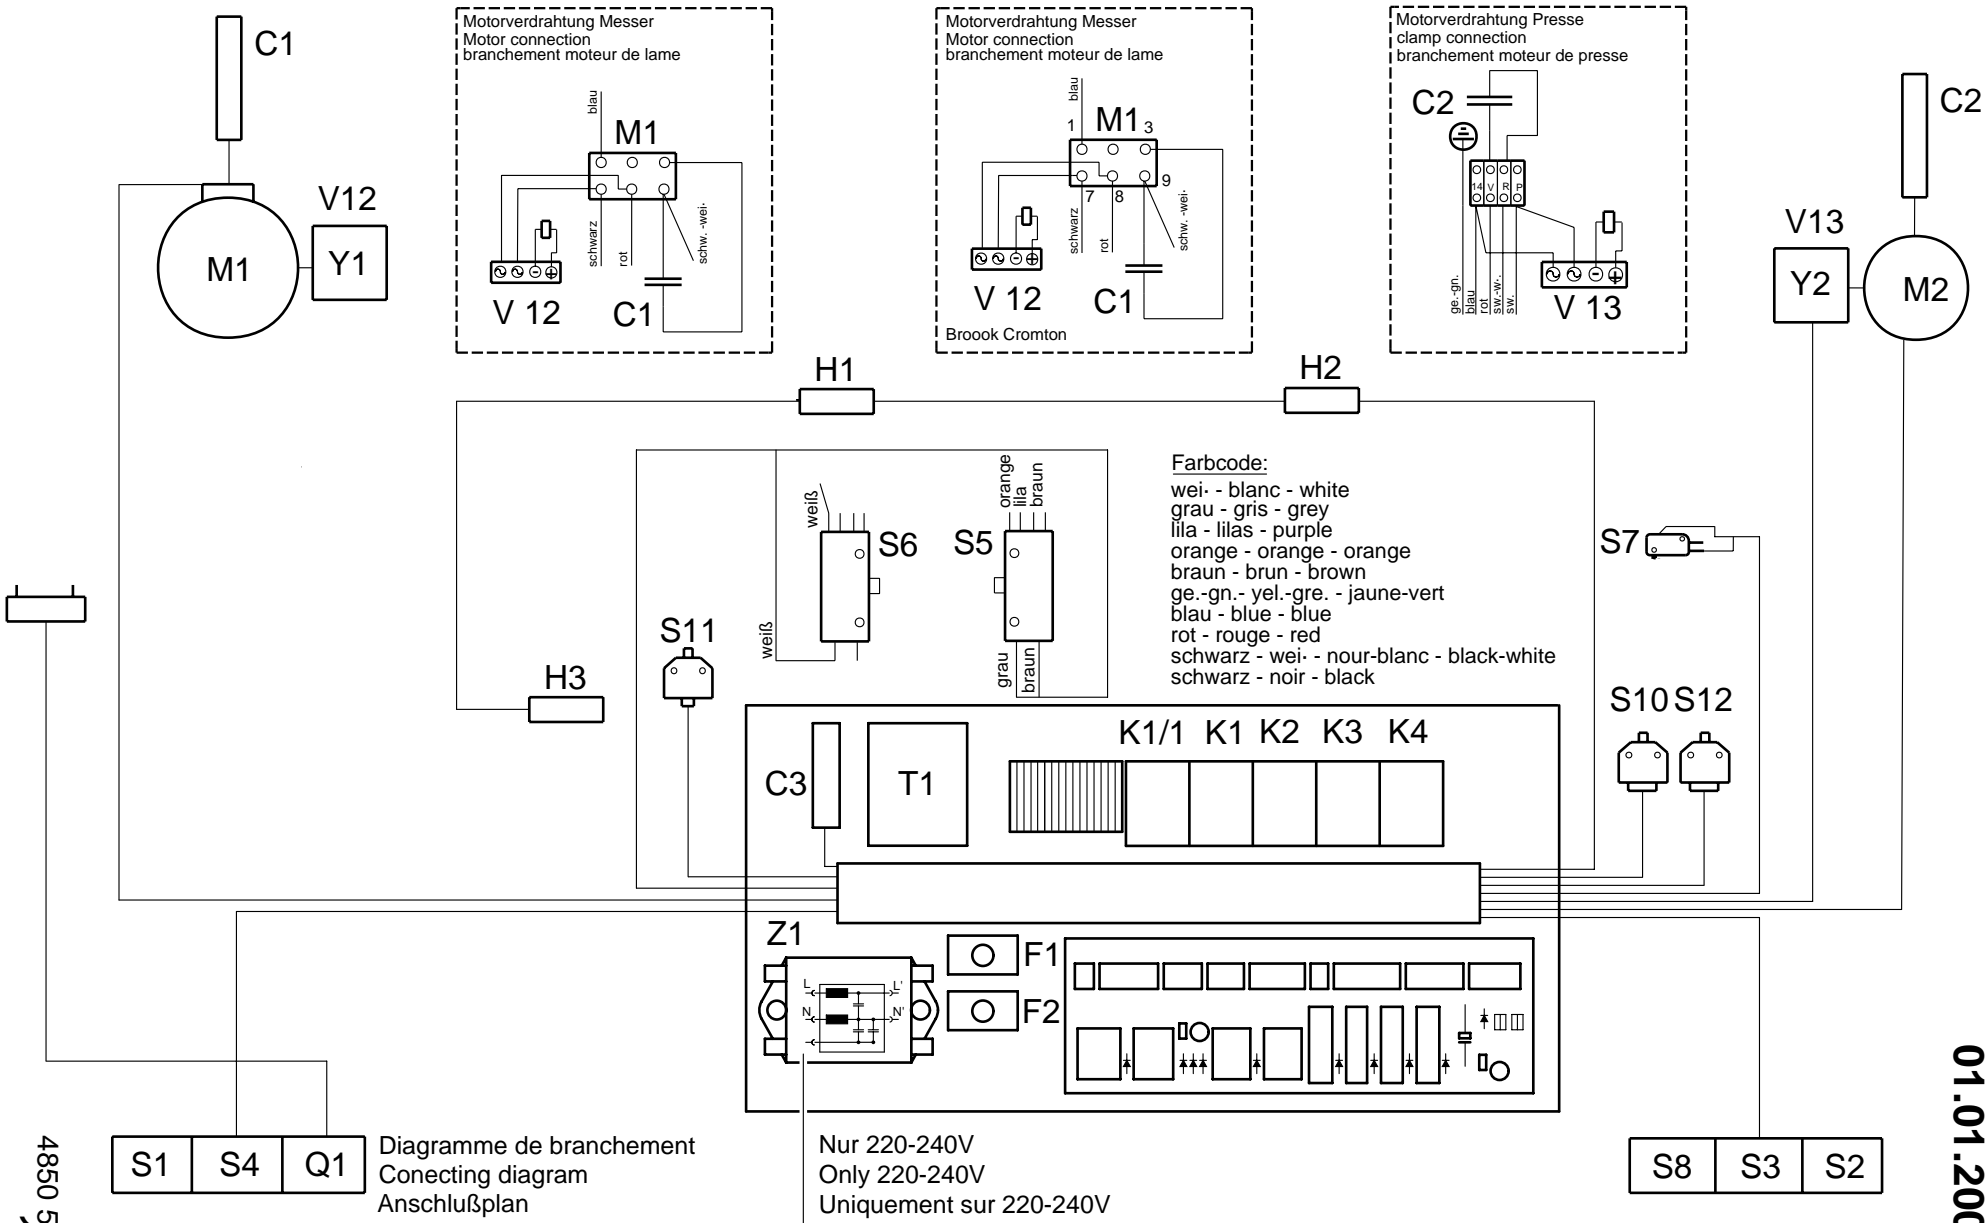 C1
Motorverdrahtung Messer
Motor connection
branchement moteur de lame
blau
M1
schwarz
rot
schw. -wei·
V 12
C1
Motorverdrahtung Messer
Motor connection
branchement moteur de lame
blau
1
M1
3
7
8
9
schwarz
rot
schw. -wei·
V 12
C1
Broook Cromton
Motorverdrahtung Presse
clamp connection
branchement moteur de presse
C2
14 V R P
ge.-gn.
blau
rot
sw.-w·.
sw.
V 13
C2
V12
M1
Y1
V13
Y2
M2
H1
H2
H3
weiß
S6
weiß
S5
orange
lila
braun
grau
braun
Farbcode:
wei· - blanc - white
grau - gris - grey
lila - lilas - purple
orange - orange - orange
braun - brun - brown
ge.-gn.- yel.-gre. - jaune-vert
blau - blue - blue
rot - rouge - red
schwarz - wei· - nour-blanc - black-white
schwarz - noir - black
S7
S11
S10 S12
K1/1 K1 K2 K3 K4
C3
T1
Z1
L L'
N N'
F1
F2
S1 S4 Q1
Diagramme de branchement
Conecting diagram
Anschlußplan
Nur 220-240V
Only 220-240V
Uniquement sur 220-240V
S8 S3 S2
4850 5
01.01.200